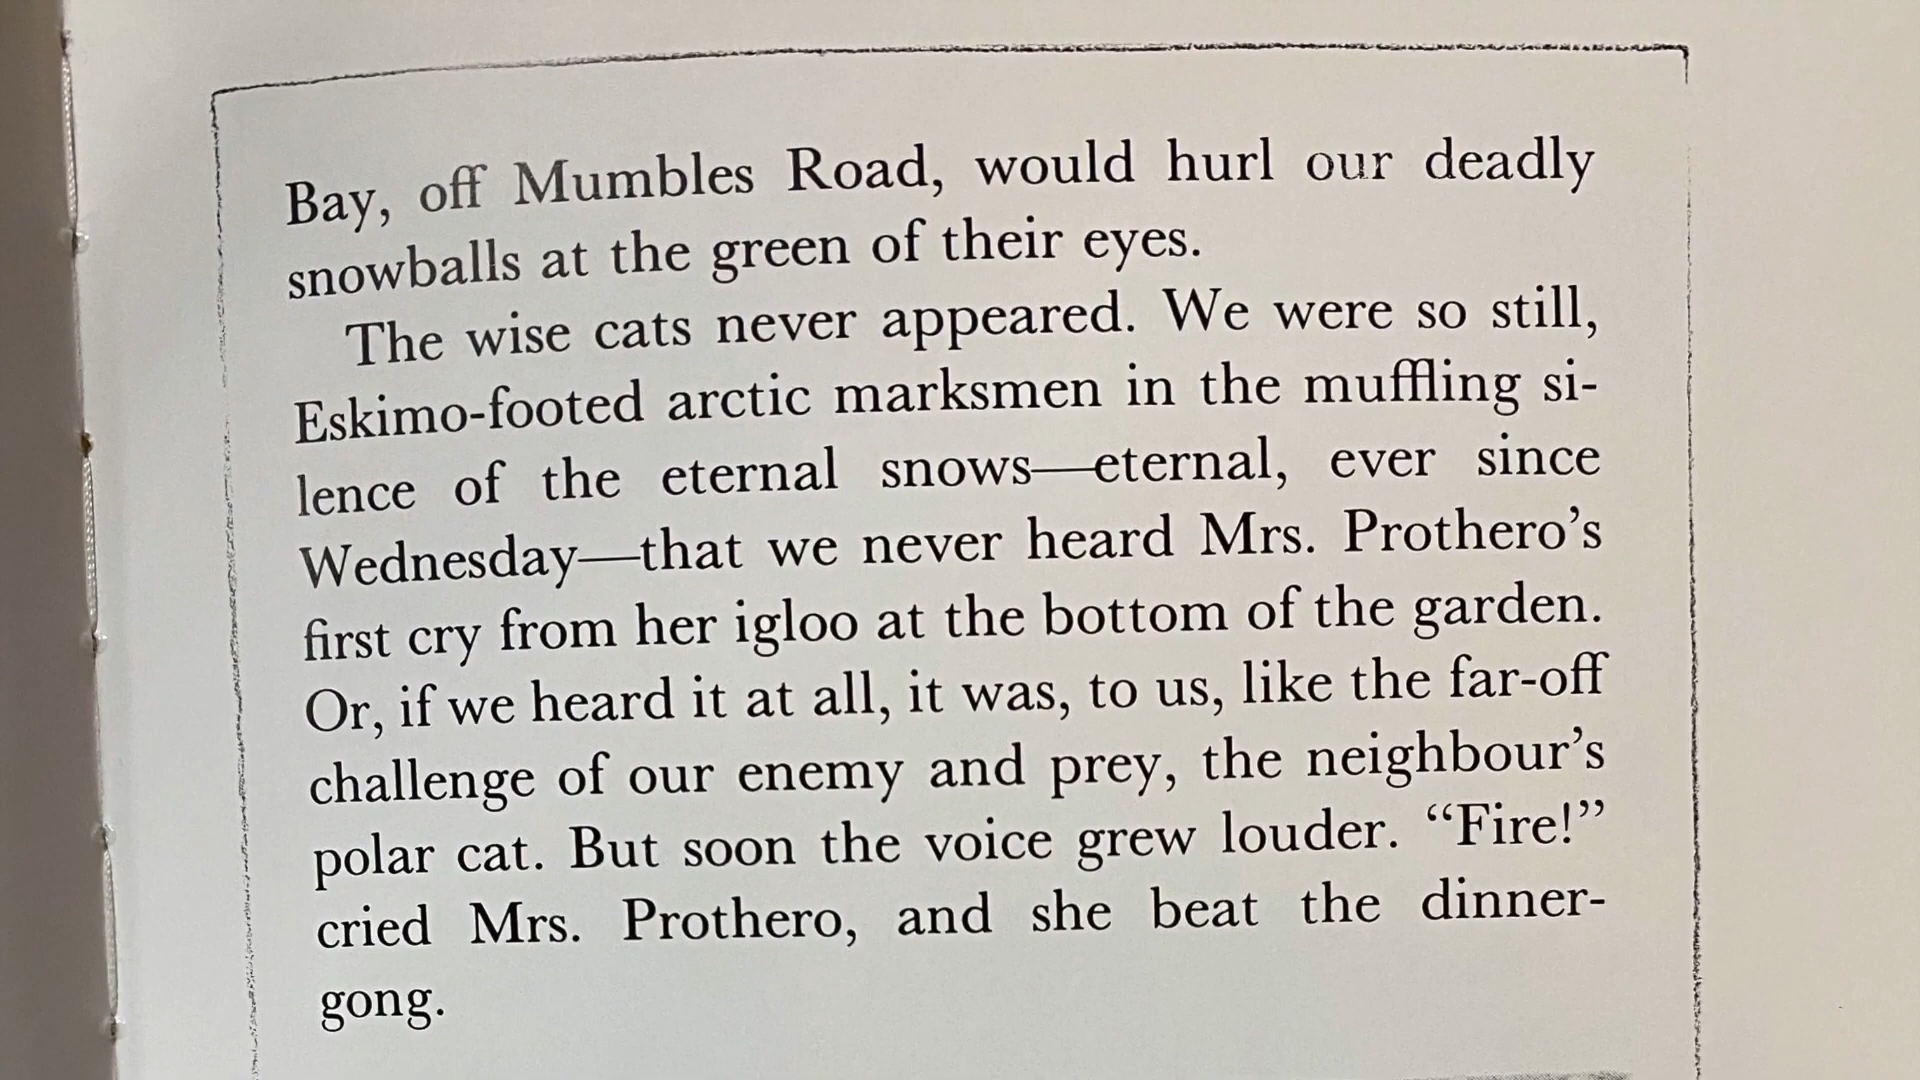 Bay, off Mumbles Road, would hurl our deadly
snowballs at the green of their eyes.
The wise cats never appeared. We were so still,
Eskimo-footed arctic marksmen in the muffling si-
lence of the eternal snows—eternal, ever since
Wednesday—that we never heard Mrs. Prothero’s
first cry from her igloo at the bottom of the garden.
Or, if we heard it at all, it was, to us, like the far-off
challenge of our enemy and prey, the neighbour’s
polar cat. But soon the voice grew louder. “Fire!”
cried Mrs. Prothero, and she beat the dinner-
gong.